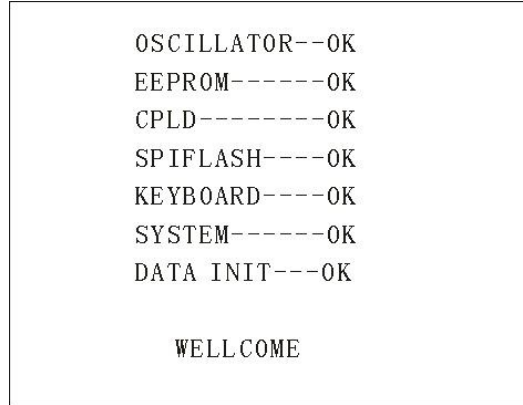 OSCILLATOR--OK
EEPROM------OK
CPLD--------OK
SPIFLASH----OK
KEYBOARD----OK
SYSTEM------OK
DATA INIT---OK
WELLCOME